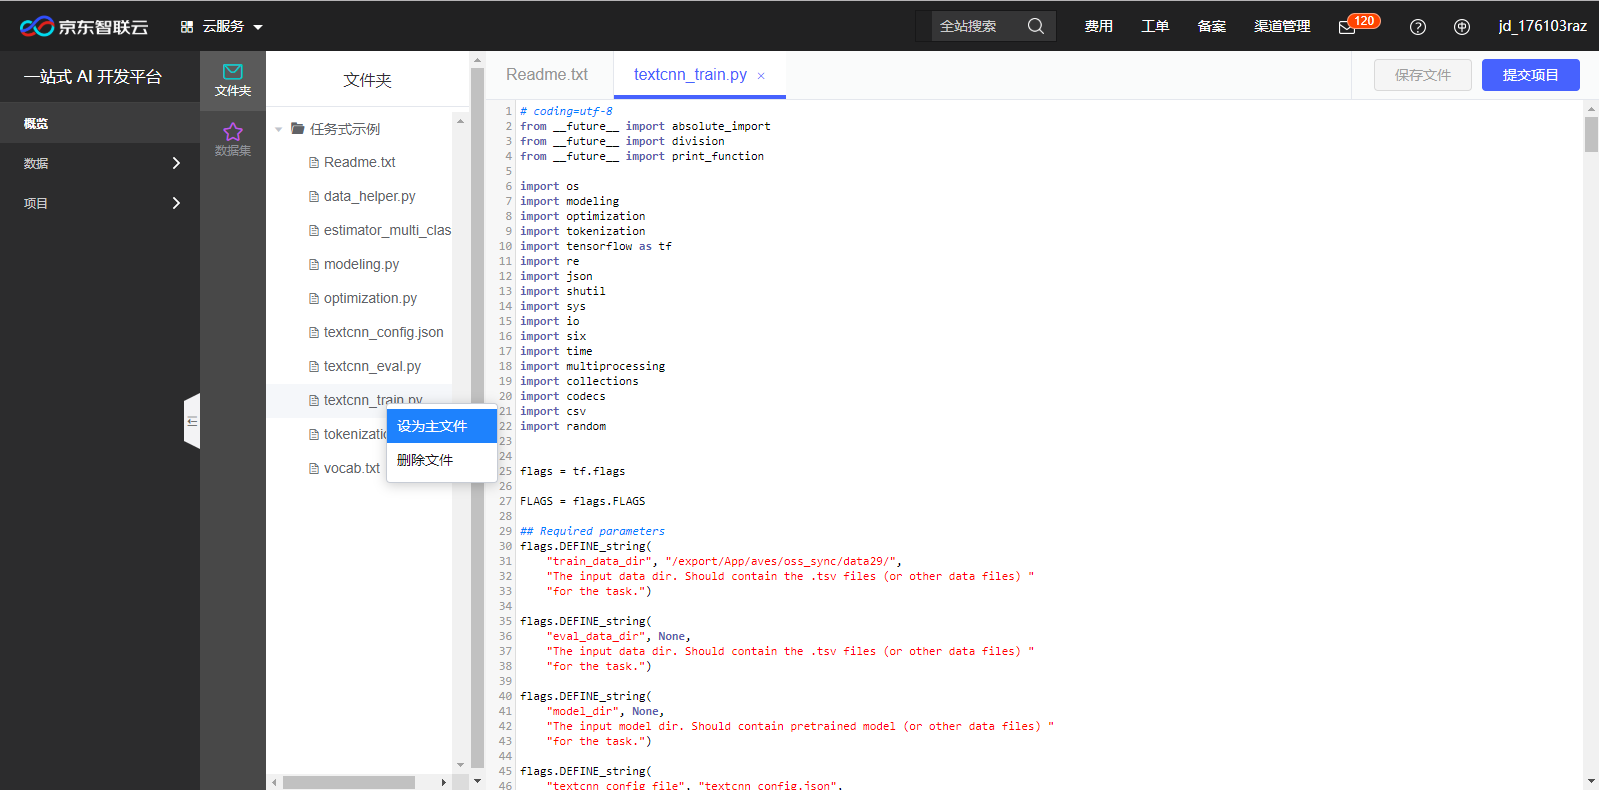 京东智联云
云服务
全站搜索
费用
工单
备案
渠道管理
120
jd_176103raz
一站式 AI 开发平台
概览
数据
项目
文件夹
数据集
文件夹
任务式示例
Readme.txt
data_helper.py
estimator_multi_clas
modeling.py
optimization.py
textcnn_config.json
textcnn_eval.py
textcnn_train.py
tokenizatio
vocab.txt
设为主文件
删除文件
Readme.txt
textcnn_train.py ×
保存文件
提交项目
1 # coding=utf-8
2 from __future__ import absolute_import
3 from __future__ import division
4 from __future__ import print_function
5
6 import os
7 import modeling
8 import optimization
9 import tokenization
10 import tensorflow as tf
11 import re
12 import json
13 import shutil
14 import sys
15 import io
16 import six
17 import time
18 import multiprocessing
19 import collections
20 import codecs
21 import csv
22 import random
23
24
25 flags = tf.flags
26
27 FLAGS = flags.FLAGS
28
29 ## Required parameters
30 flags.DEFINE_string(
31 "train_data_dir", "/export/App/aves/oss_sync/data29/",
32 "The input data dir. Should contain the .tsv files (or other data files) "
33 "for the task.")
34
35 flags.DEFINE_string(
36 "eval_data_dir", None,
37 "The input data dir. Should contain the .tsv files (or other data files) "
38 "for the task.")
39
40 flags.DEFINE_string(
41 "model_dir", None,
42 "The input model dir. Should contain pretrained model (or other data files) "
43 "for the task.")
44
45 flags.DEFINE_string(
46 "textcnn_config_file", "textcnn_config.json",